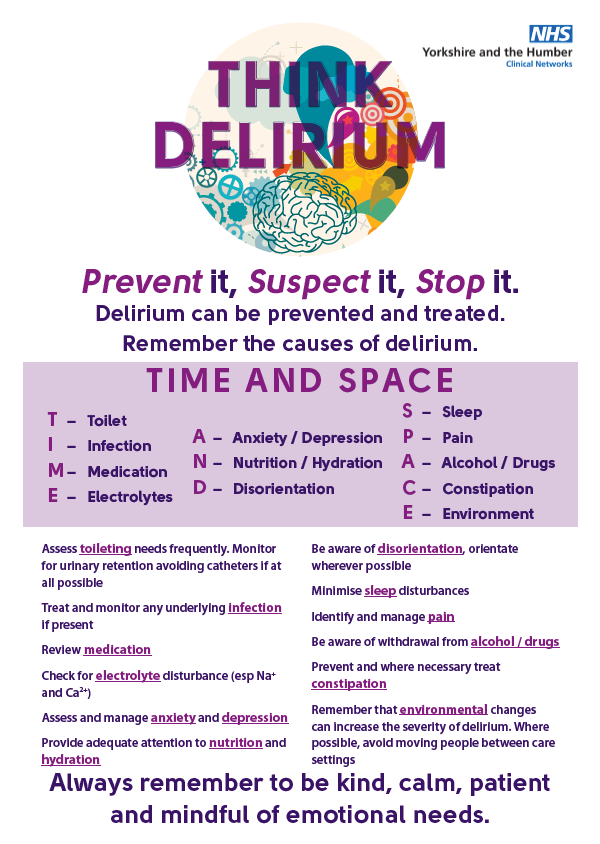 NHS
Yorkshire and the Humber
Clinical Networks
THINK
DELIRIUM
Prevent it, Suspect it, Stop it.
Delirium can be prevented and treated.
Remember the causes of delirium.
TIME AND SPACE
T – Toilet
I – Infection
M – Medication
E – Electrolytes
A – Anxiety / Depression
N – Nutrition / Hydration
D – Disorientation
S – Sleep
P – Pain
A – Alcohol / Drugs
C – Constipation
E – Environment
Assess toileting needs frequently. Monitor
for urinary retention avoiding catheters if at
all possible
Treat and monitor any underlying infection
if present
Review medication
Check for electrolyte disturbance (esp Na⁺
and Ca²⁺)
Assess and manage anxiety and depression
Provide adequate attention to nutrition and
hydration
Be aware of disorientation, orientate
wherever possible
Minimise sleep disturbances
Identify and manage pain
Be aware of withdrawal from alcohol / drugs
Prevent and where necessary treat
constipation
Remember that environmental changes
can increase the severity of delirium. Where
possible, avoid moving people between care
settings
Always remember to be kind, calm, patient
and mindful of emotional needs.